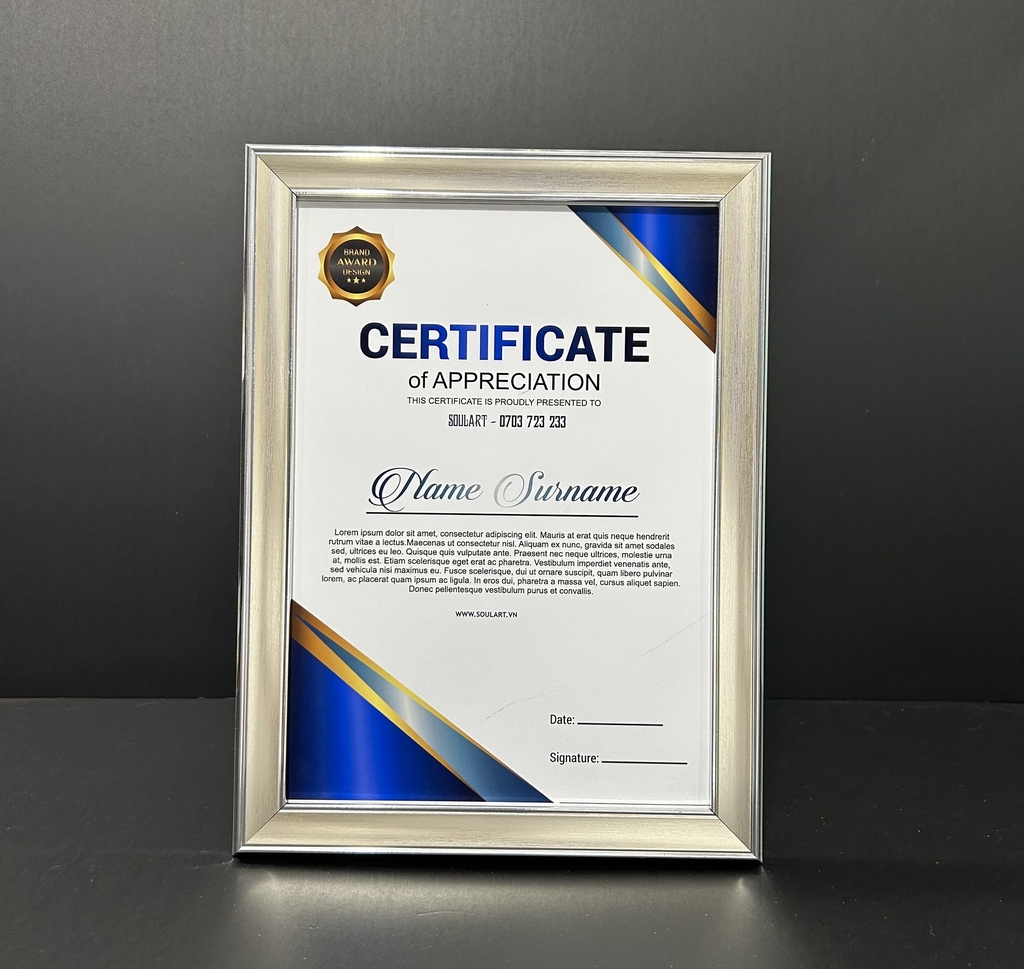 BRAND
AWARD
DESIGN
CERTIFICATE
of APPRECIATION
THIS CERTIFICATE IS PROUDLY PRESENTED TO
SOULART - 0703 723 233
Name Surname
Lorem ipsum dolor sit amet, consectetur adipiscing elit. Mauris at erat quis neque hendrerit
rutrum vitae a lectus.Maecenas ut consectetur nisl. Aliquam ex nunc, gravida sit amet sodales
sed, ultrices eu leo. Quisque quis vulputate ante. Praesent nec neque ultrices, molestie urna
at, mollis est. Etiam scelerisque eget erat ac pharetra. Vestibulum imperdiet venenatis ante,
sed vehicula nisi maximus eu. Fusce scelerisque, dui ut ornare suscipit, quam libero pulvinar
lorem, ac placerat quam ipsum ac ligula. In eros dui, pharetra a massa vel, cursus aliquet sapien.
Donec pellentesque vestibulum purus et convallis.
WWW.SOULART.VN
Date:
Signature: